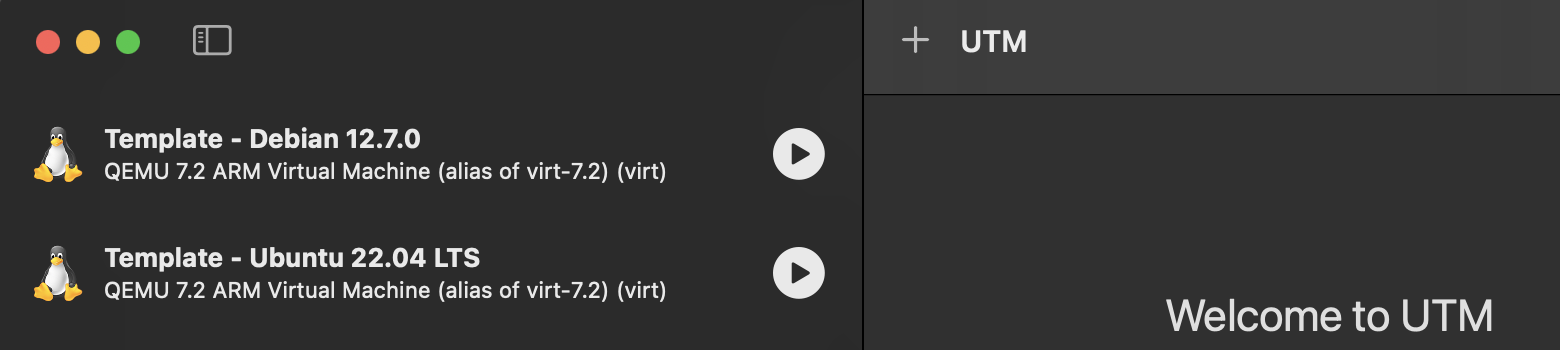 UTM
Template - Debian 12.7.0
QEMU 7.2 ARM Virtual Machine (alias of virt-7.2) (virt)
Template - Ubuntu 22.04 LTS
QEMU 7.2 ARM Virtual Machine (alias of virt-7.2) (virt)
Welcome to UTM